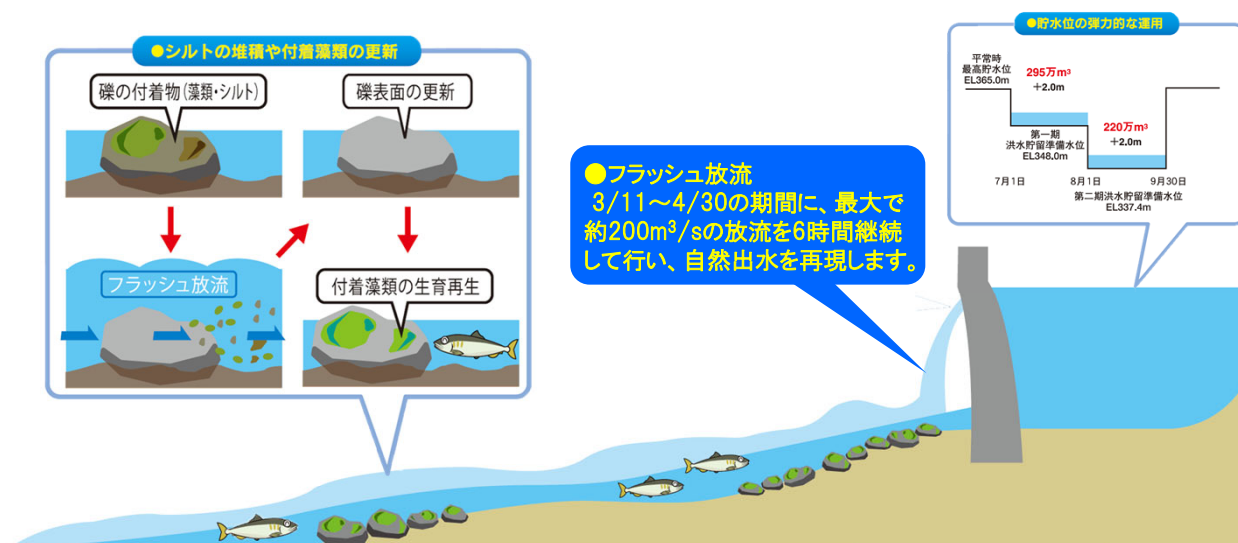 ●シルトの堆積や付着藻類の更新
礫の付着物(藻類・シルト)
礫表面の更新
フラッシュ放流
付着藻類の生育再生
●フラッシュ放流
3/11～4/30の期間に、最大で
約200m³/sの放流を6時間継続
して行い、自然出水を再現します。
●貯水位の弾力的な運用
平常時
最高貯水位
EL365.0m
295万m³
+2.0m
第一期
洪水貯留準備水位
EL348.0m
220万m³
+2.0m
7月1日
8月1日
9月30日
第二期洪水貯留準備水位
EL337.4m